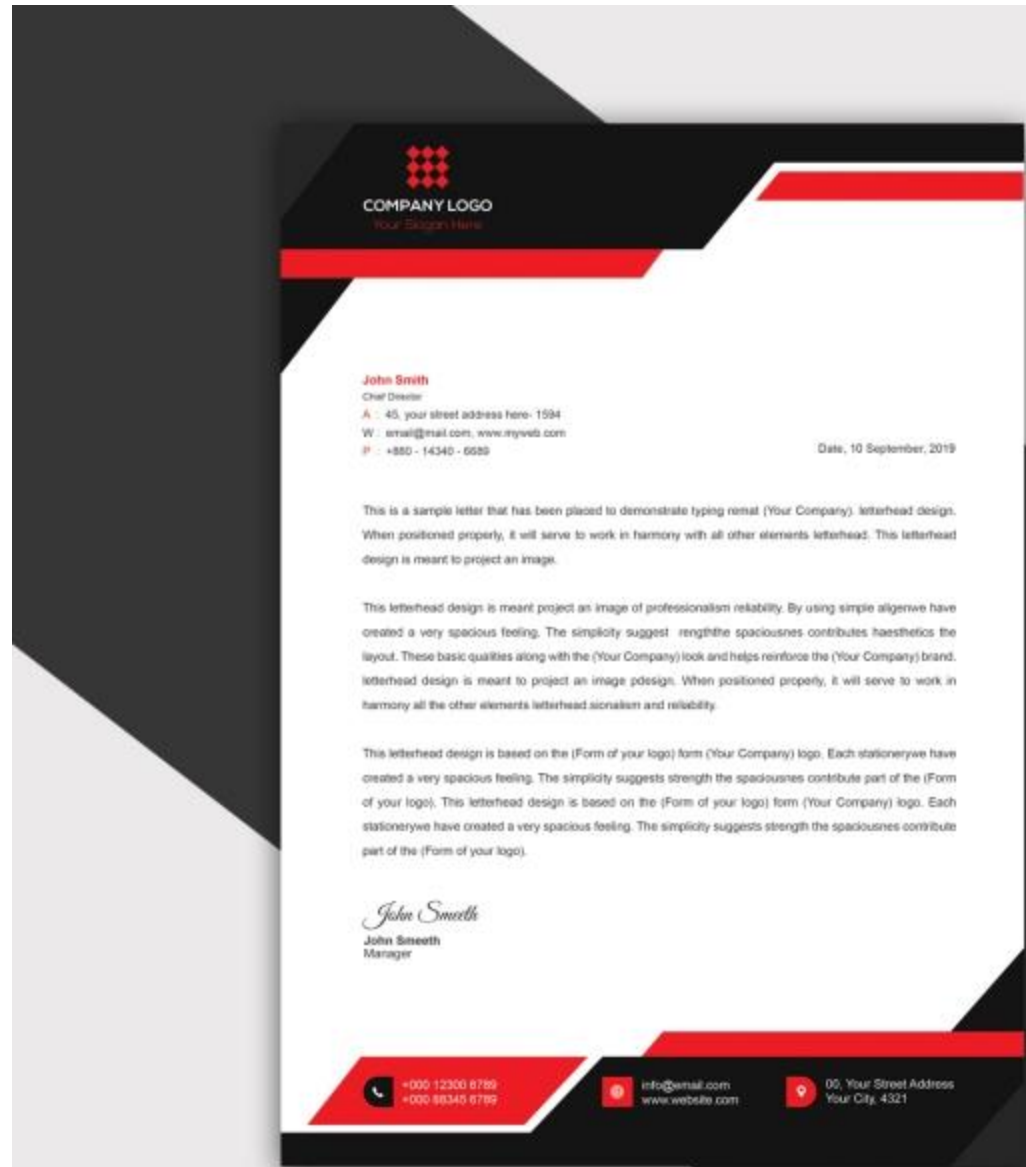 COMPANY LOGO
Your Slogan Here
John Smith
Chief Director
A : 45, your street address here- 1594
W : email@mail.com, www.myweb.com
P : +880 - 14340 - 6689
Date, 10 September, 2019
This is a sample letter that has been placed to demonstrate typing remat (Your Company). letterhead design.
When positioned properly, it will serve to work in harmony with all other elements letterhead. This letterhead
design is meant to project an image.
This letterhead design is meant project an image of professionalism reliability. By using simple aligenwe have
created a very spacious feeling. The simplicity suggest rengththe spaciousnes contributes haesthetics the
layout. These basic qualities along with the (Your Company) look and helps reinforce the (Your Company) brand.
letterhead design is meant to project an image pdesign. When positioned properly, it will serve to work in
harmony all the other elements letterhead.sionalism and reliability.
This letterhead design is based on the (Form of your logo) form (Your Company) logo. Each stationerywe have
created a very spacious feeling. The simplicity suggests strength the spaciousnes contribute part of the (Form
of your logo). This letterhead design is based on the (Form of your logo) form (Your Company) logo. Each
stationerywe have created a very spacious feeling. The simplicity suggests strength the spaciousnes contribute
part of the (Form of your logo).
John Smeeth
John Smeeth
Manager
+000 12300 6789
+000 98345 6789
info@email.com
www.website.com
00, Your Street Address
Your City, 4321